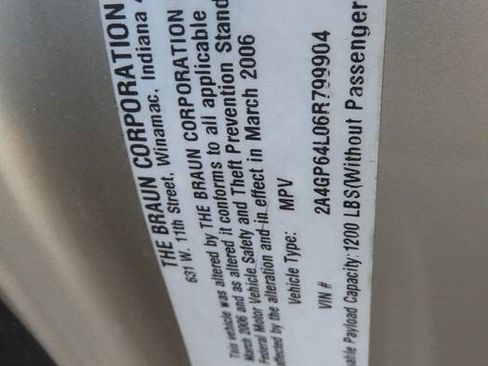 THE BRAUN CORPORATION
631 W. 11th Street, Winamac, Indiana
This vehicle was altered by THE BRAUN CORPORATION
March 2006 and as altered it conforms to all applicable
Federal Motor Vehicle Safety and Theft Prevention Stand
affected by the alteration and in effect in March 2006
Vehicle Type: MPV
VIN # 2A4GP64L06R799904
Payload Capacity: 1200 LBS(Without Passenger